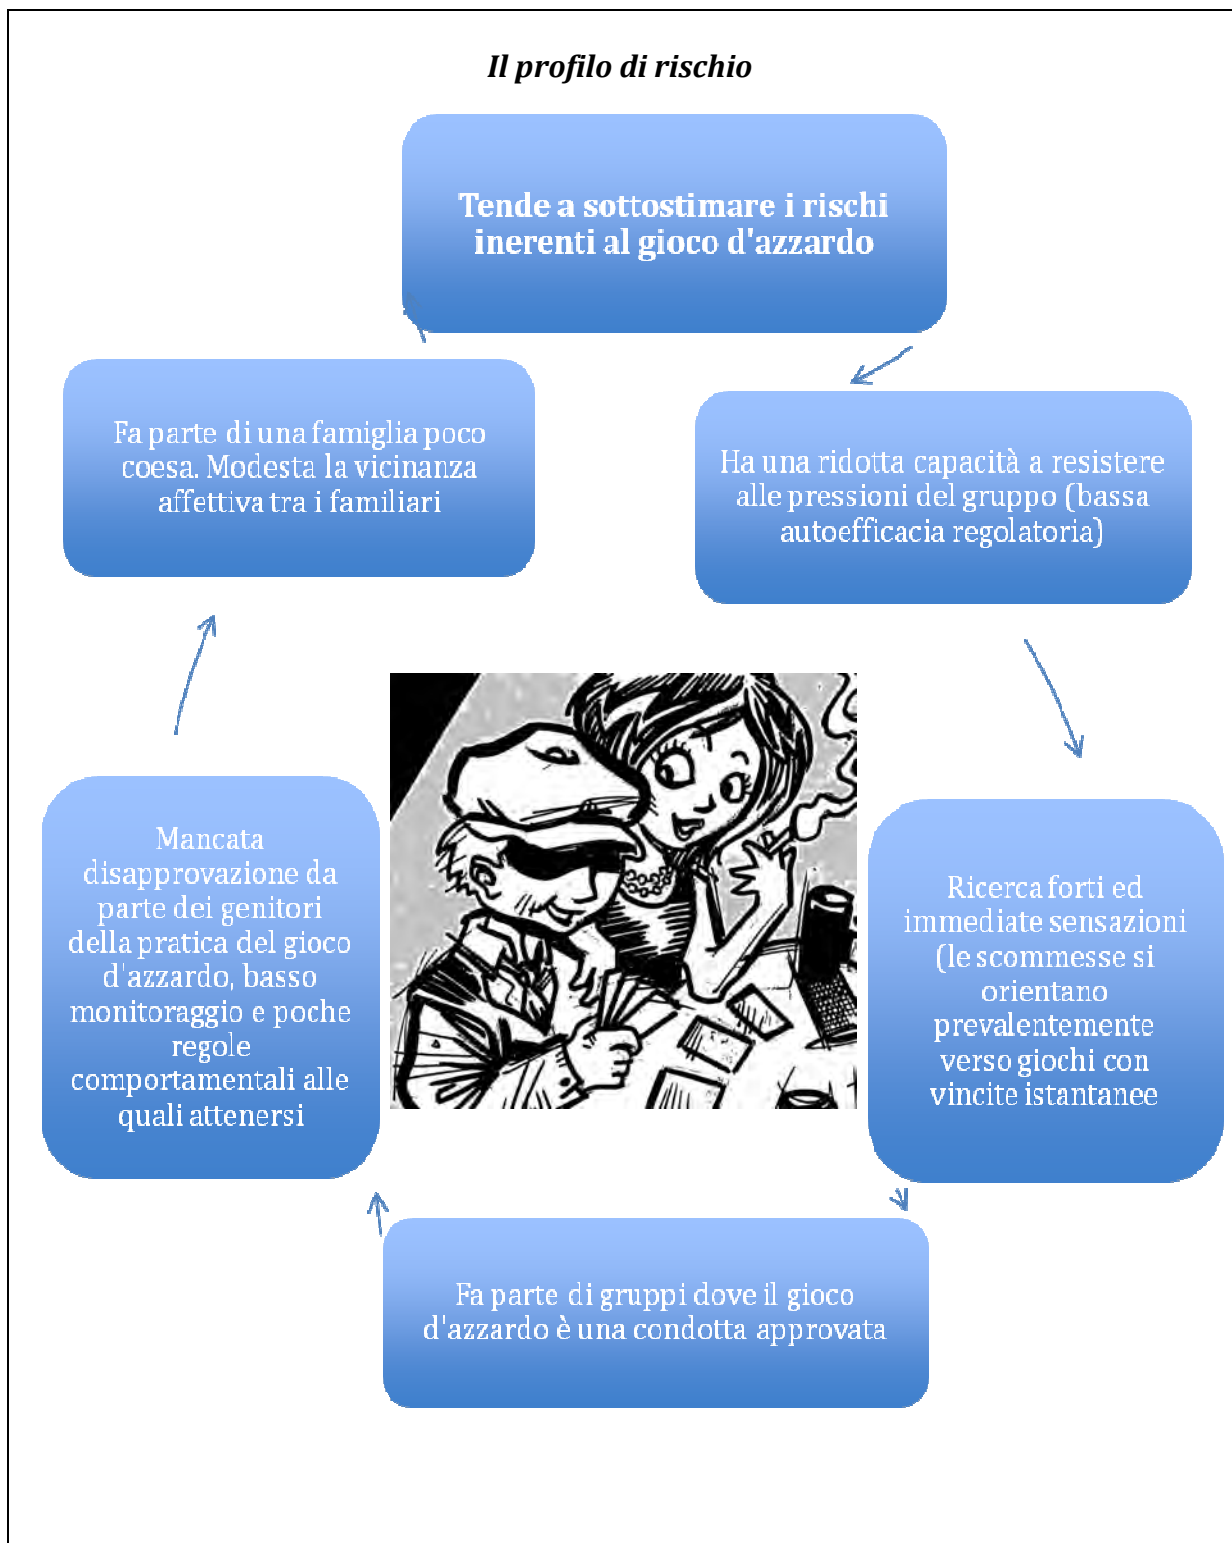 Il profilo di rischio
Tende a sottostimare i rischi
inerenti al gioco d'azzardo
Ha una ridotta capacità a resistere
alle pressioni del gruppo (bassa
autoefficacia regolatoria)
Ricerca forti ed
immediate sensazioni
(le scommesse si
orientano
prevalentemente
verso giochi con
vincite istantanee
Fa parte di gruppi dove il gioco
d'azzardo è una condotta approvata
Mancata
disapprovazione da
parte dei genitori
della pratica del gioco
d'azzardo, basso
monitoraggio e poche
regole
comportamentali alle
quali attenersi
Fa parte di una famiglia poco
coesa. Modesta la vicinanza
affettiva tra i familiari